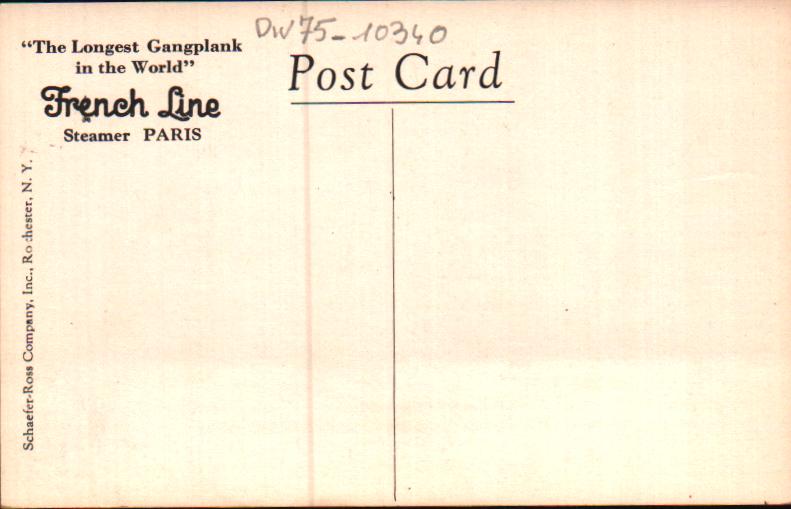 DW75-10340
"The Longest Gangplank
in the World"
French Line
Steamer PARIS
Post Card
Schaefer-Ross Company, Inc., Rochester, N. Y.